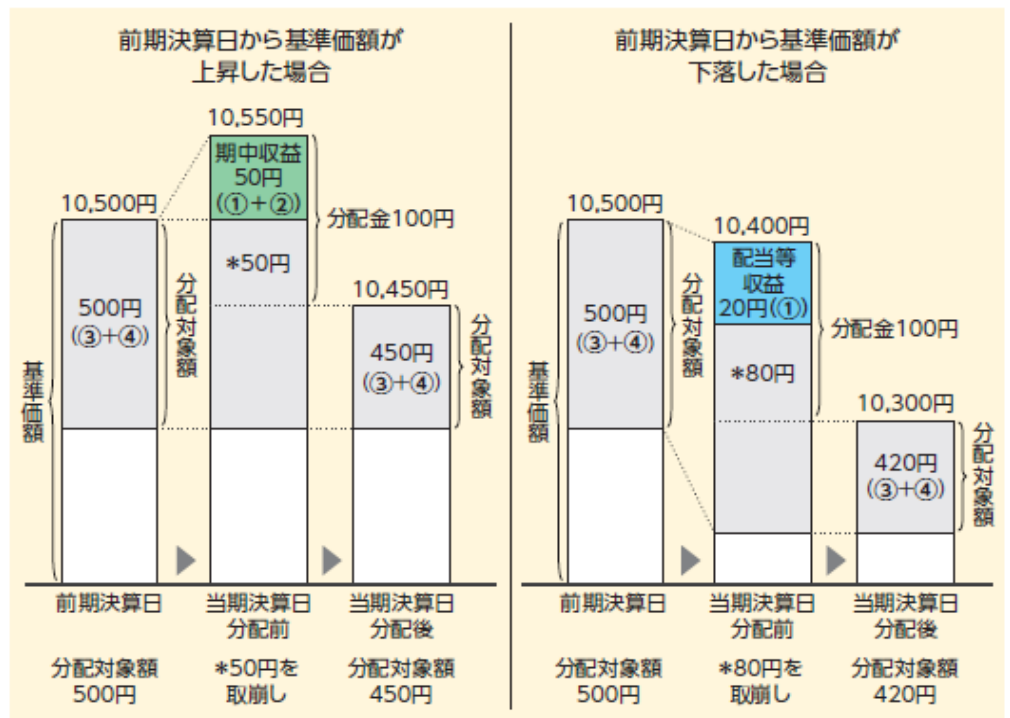 前期決算日から基準価額が
上昇した場合
10,550円
期中収益
50円
(①+②)
10,500円
分配金100円
*50円
10,450円
500円
(③+④)
分配対象額
450円
(③+④)
分配対象額
基準価額
前期決算日
当期決算日
分配前
当期決算日
分配後
分配対象額
500円
*50円を
取崩し
分配対象額
450円
前期決算日から基準価額が
下落した場合
10,500円
10,400円
配当等
収益
20円(①)
500円
(③+④)
分配対象額
分配金100円
*80円
10,300円
420円
(③+④)
分配対象額
基準価額
前期決算日
当期決算日
分配前
当期決算日
分配後
分配対象額
500円
*80円を
取崩し
分配対象額
420円